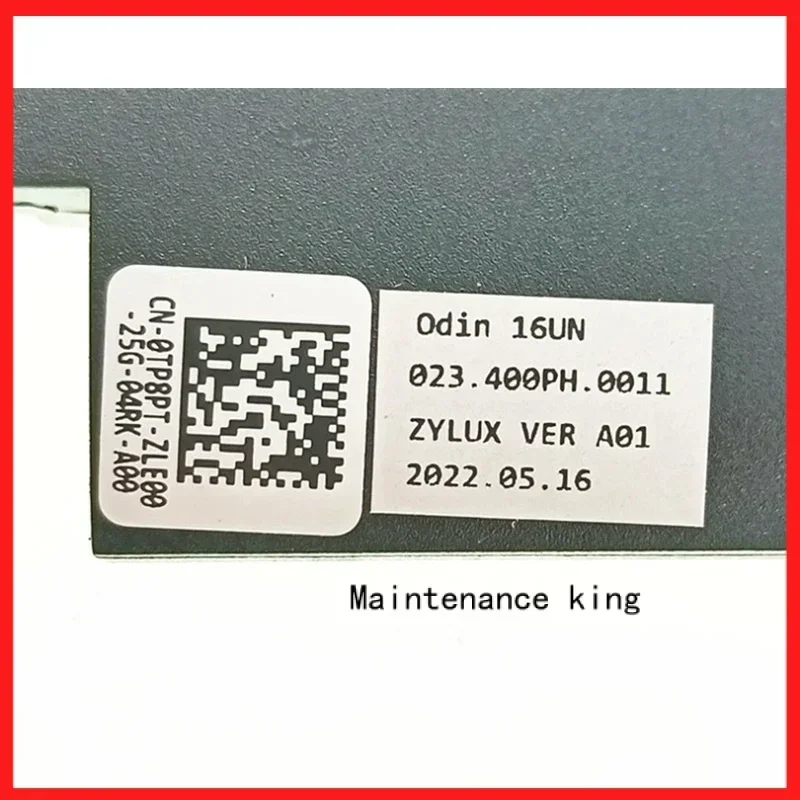 CN-0TP8PT-ZLE00
-25G-04RK-A00
Odin 16UN
023.400PH.0011
ZYLUX VER A01
2022.05.16
Maintenance king